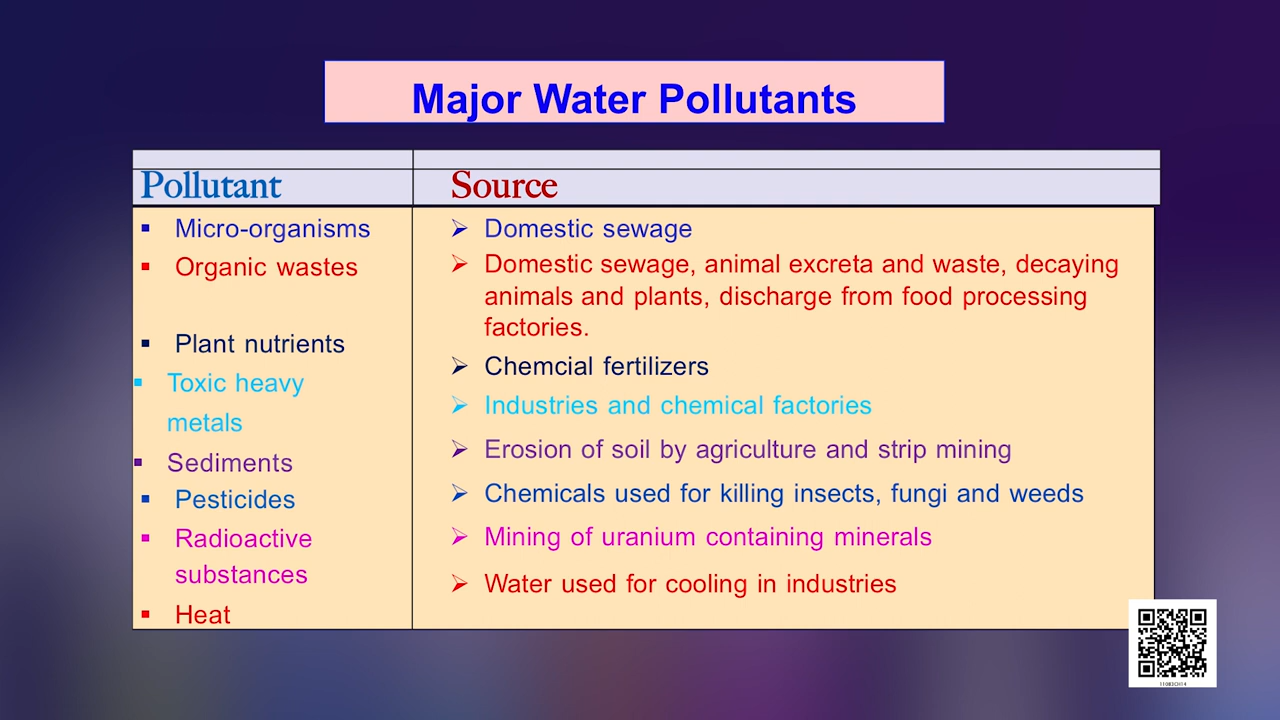 Major Water Pollutants
Pollutant
Source
Micro-organisms
Domestic sewage
Organic wastes
Domestic sewage, animal excreta and waste, decaying
animals and plants, discharge from food processing
factories.
Plant nutrients
Chemcial fertilizers
Toxic heavy
metals
Industries and chemical factories
Sediments
Erosion of soil by agriculture and strip mining
Pesticides
Chemicals used for killing insects, fungi and weeds
Radioactive
substances
Mining of uranium containing minerals
Heat
Water used for cooling in industries